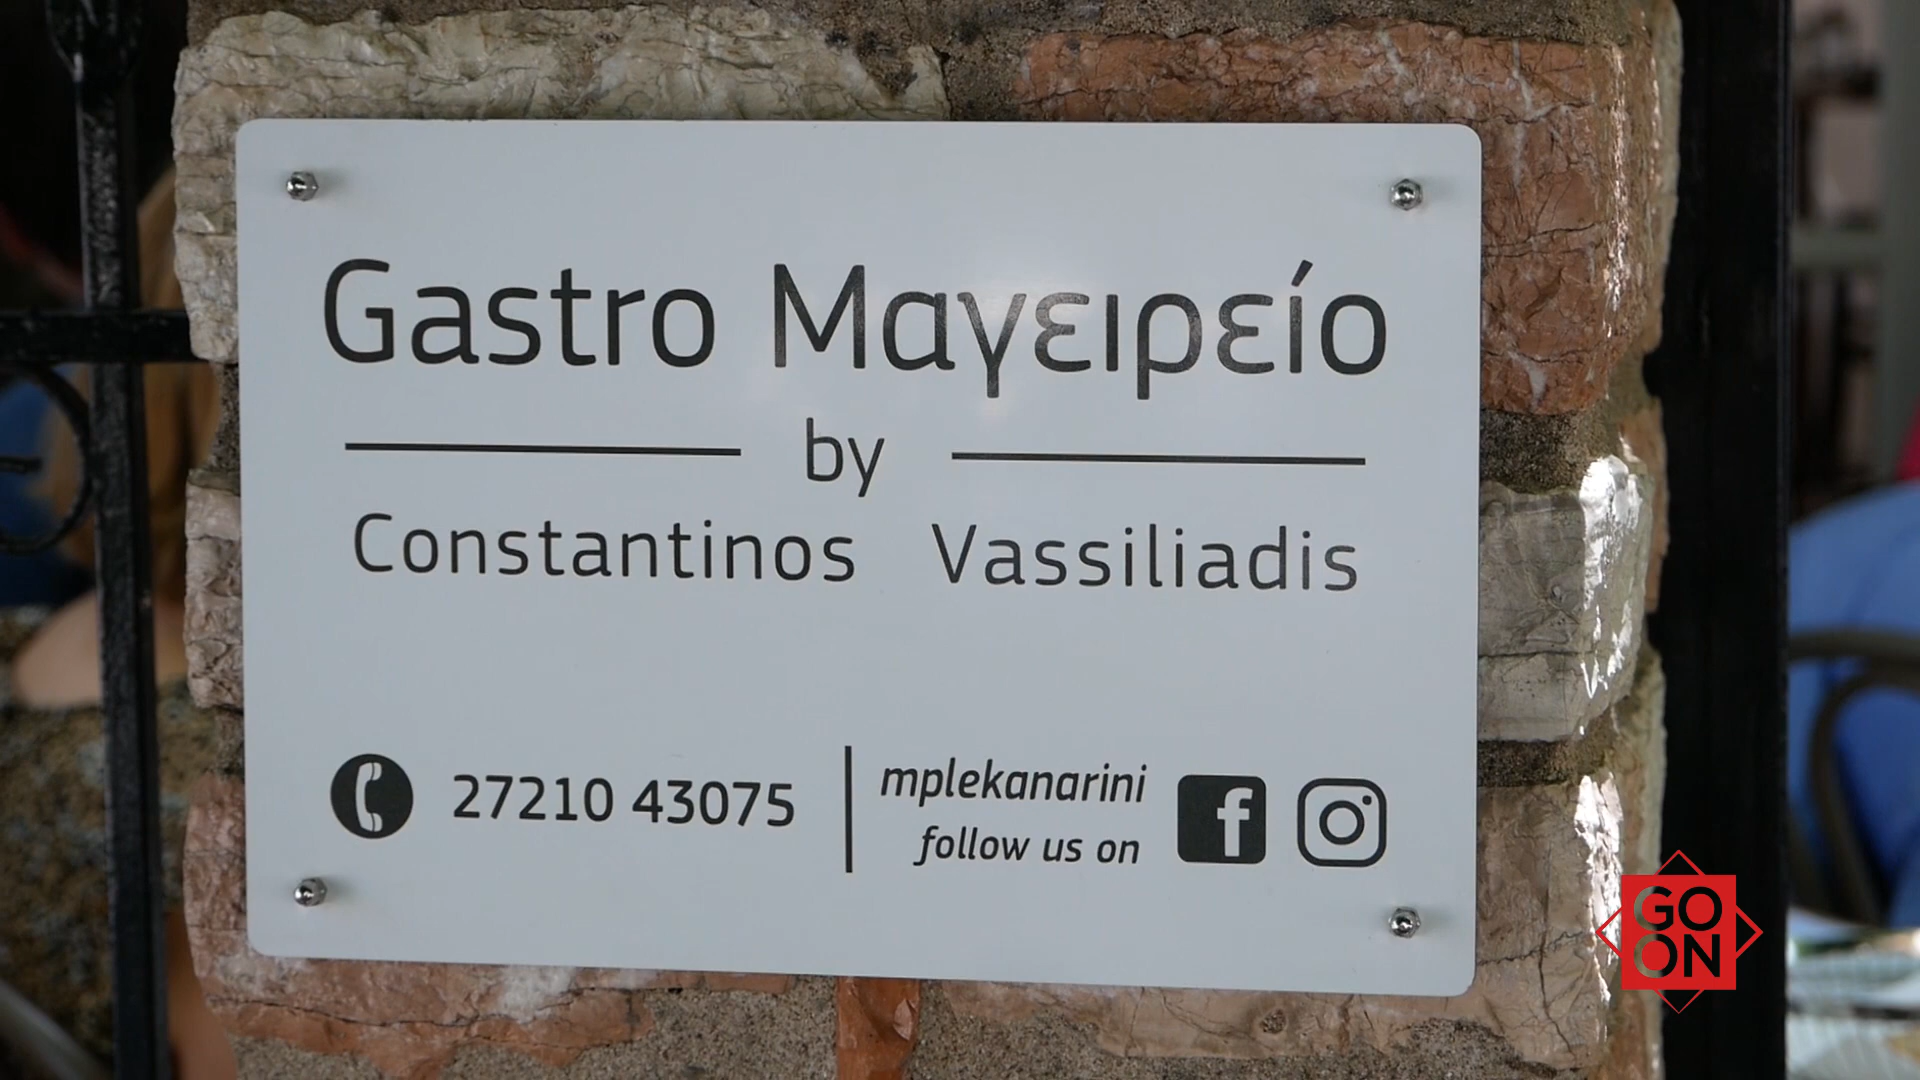 Gastro Μαγειρείο
by
Constantinos Vassiliadis
27210 43075
mplekanarini
follow us on
GO
ON